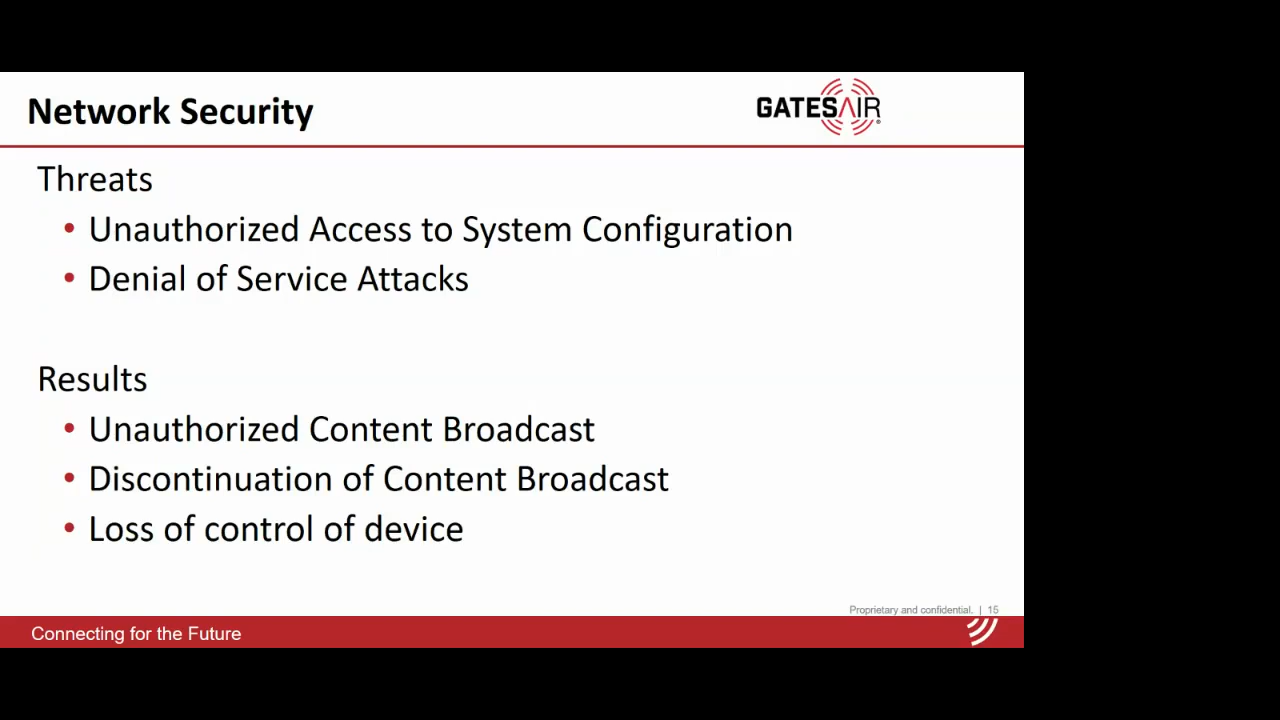 Network Security
GATESAIR
Threats
• Unauthorized Access to System Configuration
• Denial of Service Attacks
Results
• Unauthorized Content Broadcast
• Discontinuation of Content Broadcast
• Loss of control of device
Proprietary and confidential. | 15
Connecting for the Future